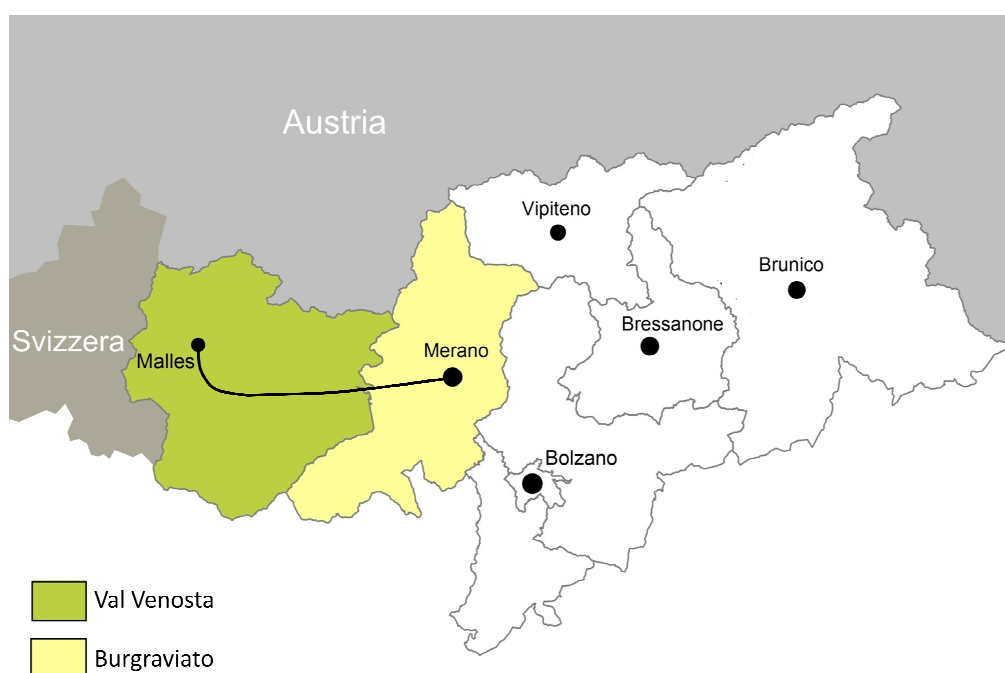 Austria
Vipiteno
Brunico
Bressanone
Svizzera
Malles
Merano
Bolzano
Val Venosta
Burgraviato